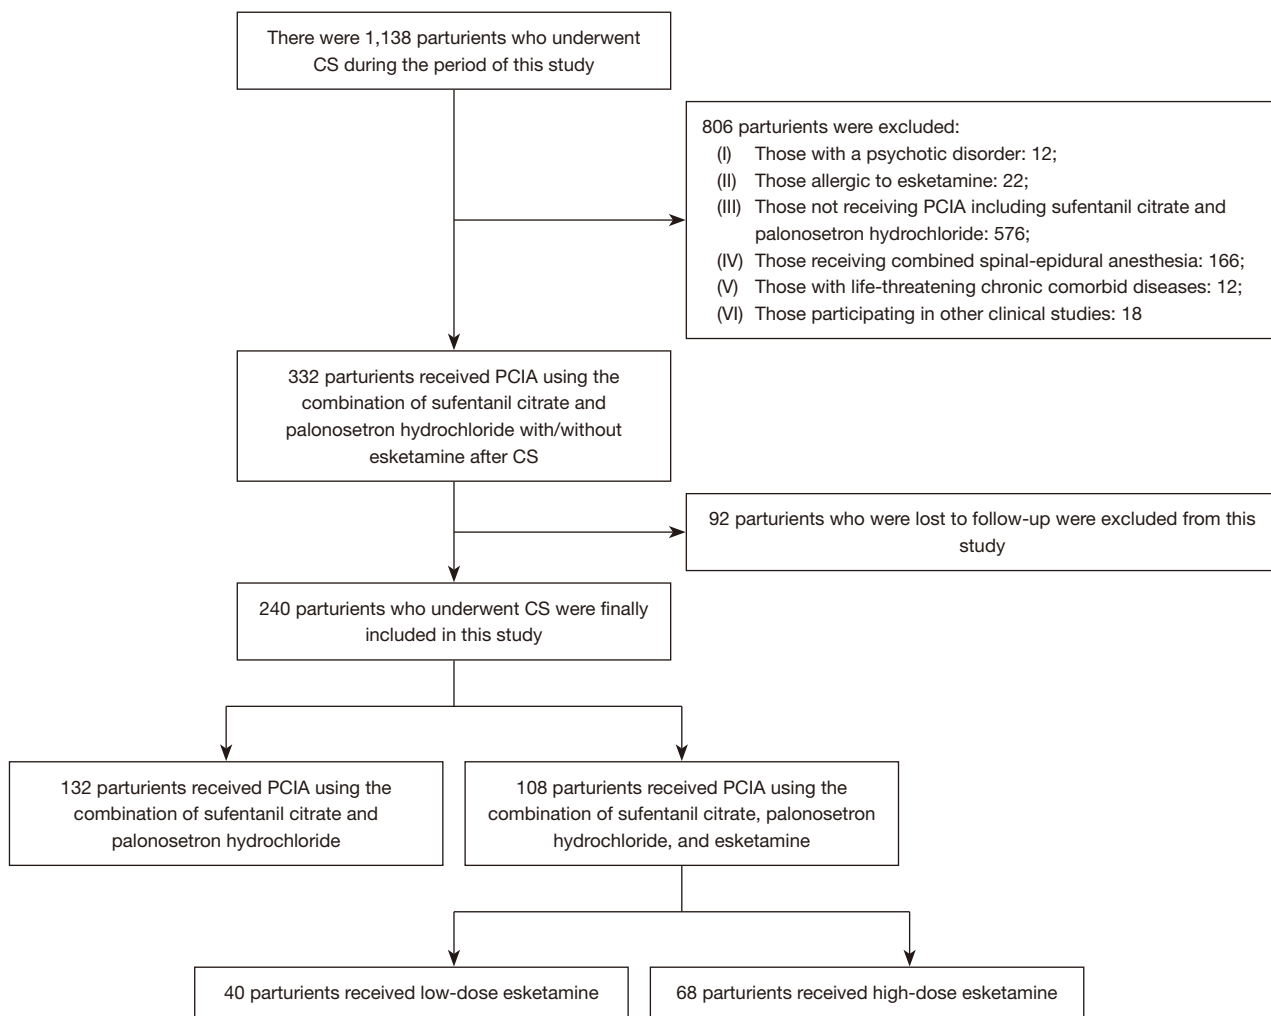 There were 1,138 parturients who underwent
CS during the period of this study
806 parturients were excluded:
(I) Those with a psychotic disorder: 12;
(II) Those allergic to esketamine: 22;
(III) Those not receiving PCIA including sufentanil citrate and
palonosetron hydrochloride: 576;
(IV) Those receiving combined spinal-epidural anesthesia: 166;
(V) Those with life-threatening chronic comorbid diseases: 12;
(VI) Those participating in other clinical studies: 18
332 parturients received PCIA using the
combination of sufentanil citrate and
palonosetron hydrochloride with/without
esketamine after CS
92 parturients who were lost to follow-up were excluded from this
study
240 parturients who underwent CS were finally
included in this study
132 parturients received PCIA using the
combination of sufentanil citrate and
palonosetron hydrochloride
108 parturients received PCIA using the
combination of sufentanil citrate, palonosetron
hydrochloride, and esketamine
40 parturients received low-dose esketamine
68 parturients received high-dose esketamine